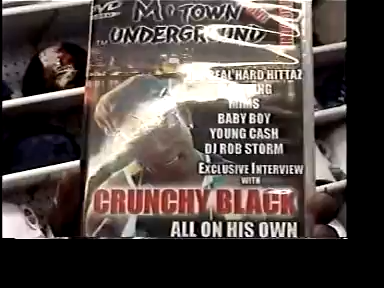 DVD
M-TOWN
UNDERGROUND
REAL HARD HITTAZ
MIMS
BABY BOY
YOUNG CASH
DJ ROB STORM
EXCLUSIVE INTERVIEW
WITH
CRUNCHY BLACK
ALL ON HIS OWN